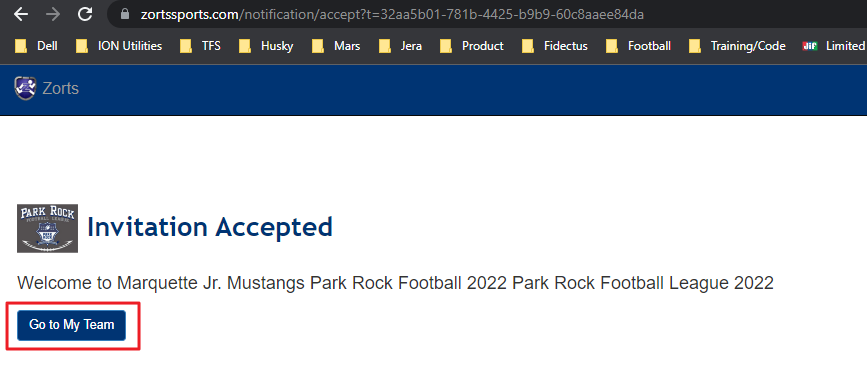 zortssports.com/notification/accept?t=32aa5b01-781b-4425-b9b9-60c8aaee84da
Dell ION Utilities TFS Husky Mars Jera Product Fidectus Football Training/Code Limited
Zorts
PARK ROCK
FOOTBALL LEAGUE
Invitation Accepted
Welcome to Marquette Jr. Mustangs Park Rock Football 2022 Park Rock Football League 2022
Go to My Team